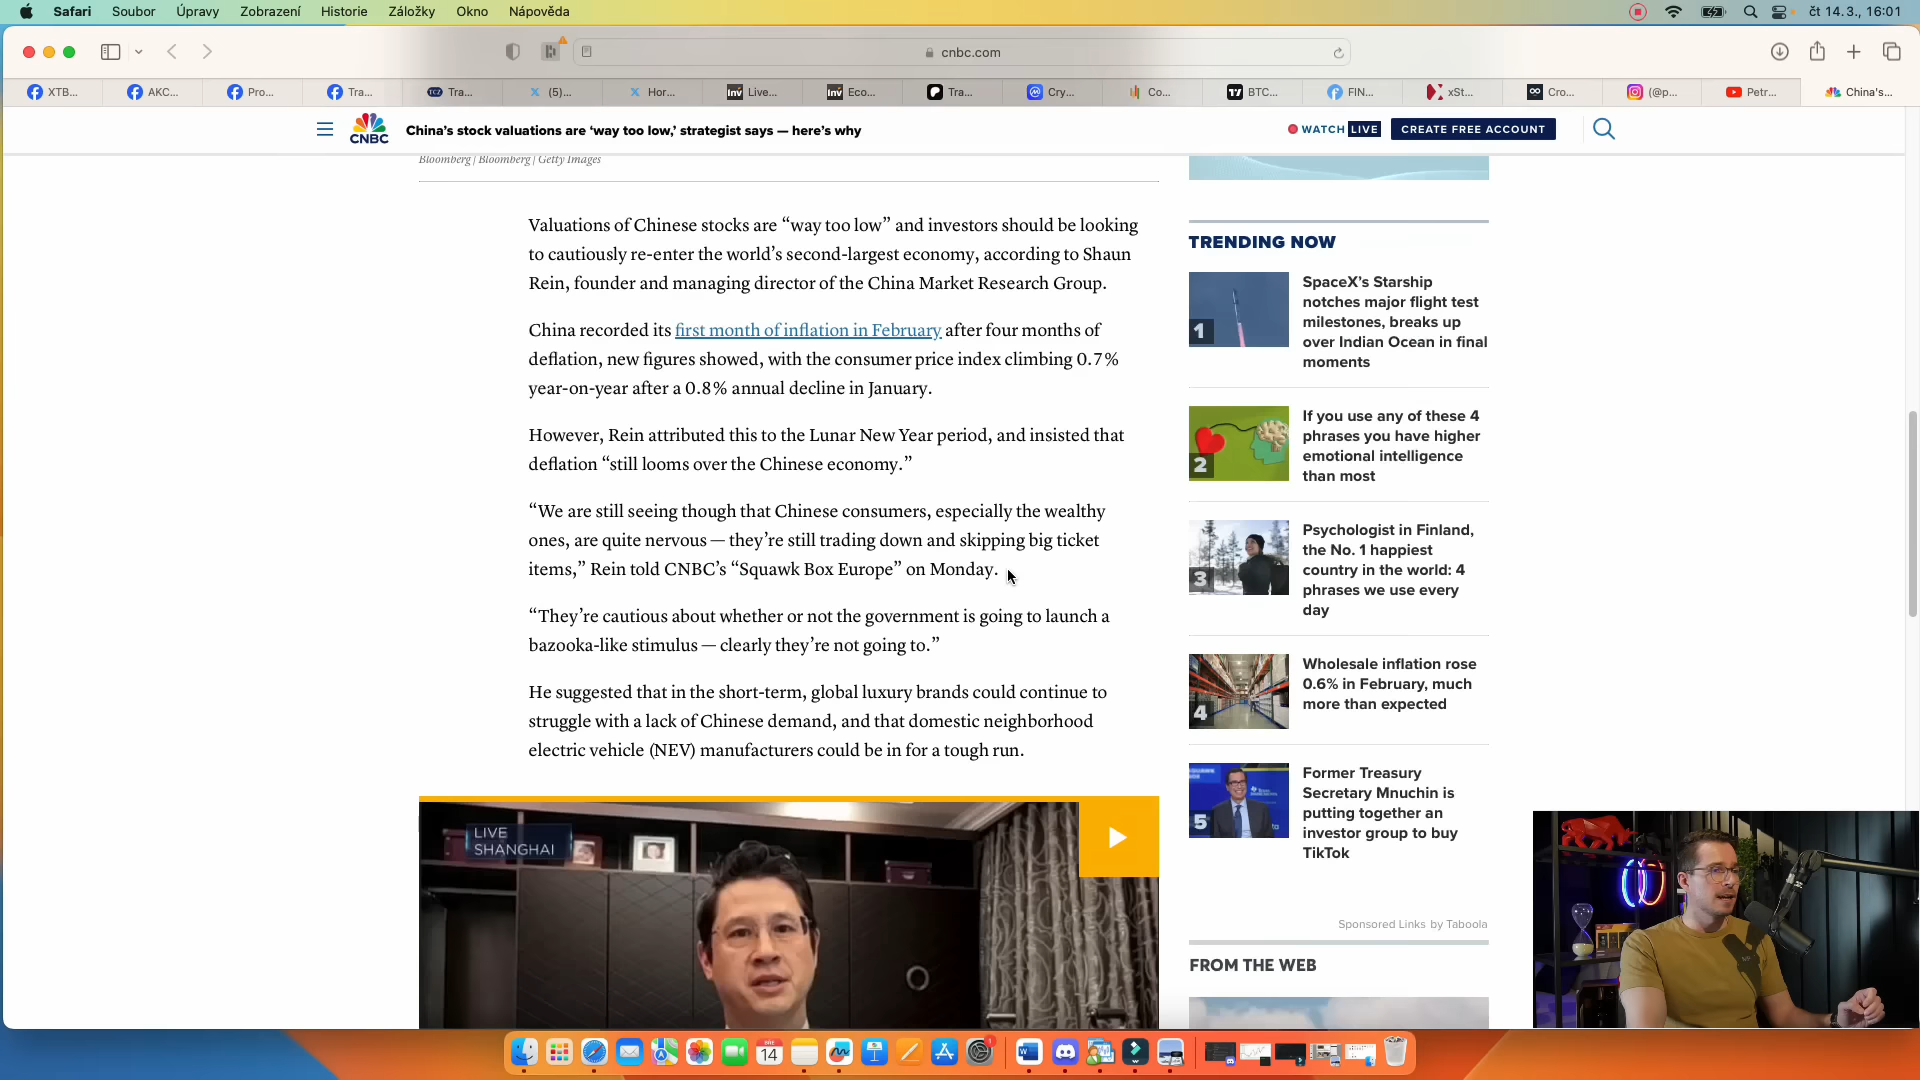 Safari Soubor Úpravy Zobrazení Historie Záložky Okno Nápověda čt 14.3., 16:01
cnbc.com
XTB... AKC... Pro... Tra... Tra... (5)... Hor... Live... Eco... Tra... Cry... Co... BTC... FIN... xSt... Cro... (@p... Petr... China's...
CNBC
China’s stock valuations are ‘way too low,’ strategist says — here’s why
WATCH LIVE
CREATE FREE ACCOUNT
Bloomberg | Bloomberg | Getty Images
Valuations of Chinese stocks are “way too low” and investors should be looking
to cautiously re-enter the world’s second-largest economy, according to Shaun
Rein, founder and managing director of the China Market Research Group.
China recorded its first month of inflation in February after four months of
deflation, new figures showed, with the consumer price index climbing 0.7%
year-on-year after a 0.8% annual decline in January.
However, Rein attributed this to the Lunar New Year period, and insisted that
deflation “still looms over the Chinese economy.”
“We are still seeing though that Chinese consumers, especially the wealthy
ones, are quite nervous — they’re still trading down and skipping big ticket
items,” Rein told CNBC’s “Squawk Box Europe” on Monday.
“They’re cautious about whether or not the government is going to launch a
bazooka-like stimulus — clearly they’re not going to.”
He suggested that in the short-term, global luxury brands could continue to
struggle with a lack of Chinese demand, and that domestic neighborhood
electric vehicle (NEV) manufacturers could be in for a tough run.
LIVE
SHANGHAI
TRENDING NOW
1
SpaceX’s Starship
notches major flight test
milestones, breaks up
over Indian Ocean in final
moments
2
If you use any of these 4
phrases you have higher
emotional intelligence
than most
3
Psychologist in Finland,
the No. 1 happiest
country in the world: 4
phrases we use every
day
4
Wholesale inflation rose
0.6% in February, much
more than expected
5
Former Treasury
Secretary Mnuchin is
putting together an
investor group to buy
TikTok
Sponsored Links by Taboola
FROM THE WEB
14